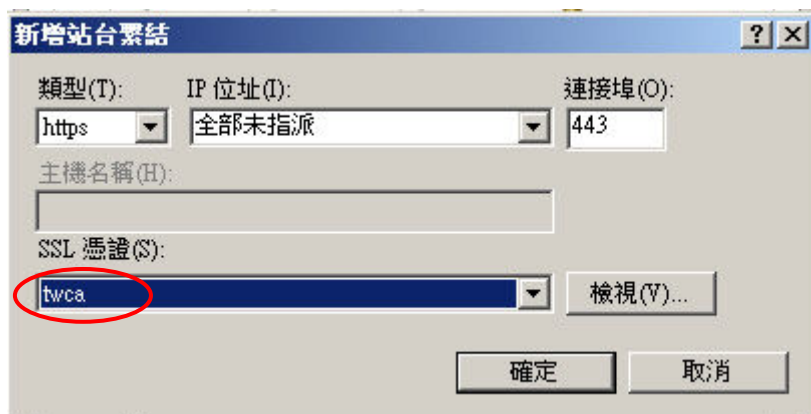 新增站台繫結
類型(T): IP 位址(I): 連接埠(O):
https 全部未指派 443
主機名稱(H):
SSL 憑證(S):
twca 檢視(V)...
確定 取消